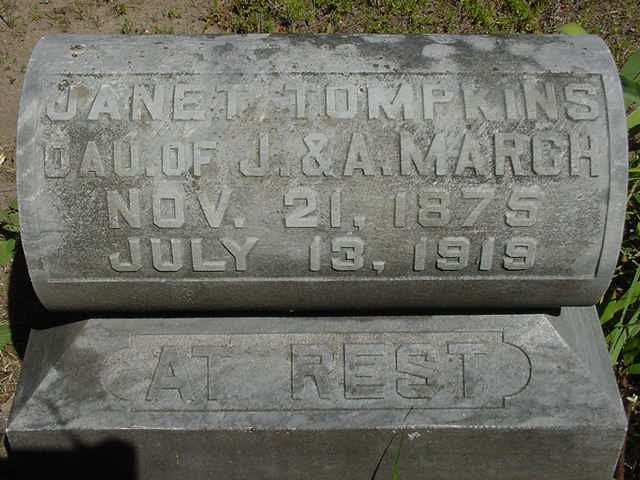 JANET TOMPKINS
DAU. OF J. & A. MARCH
NOV. 21, 1875
JULY 13, 1919
AT REST